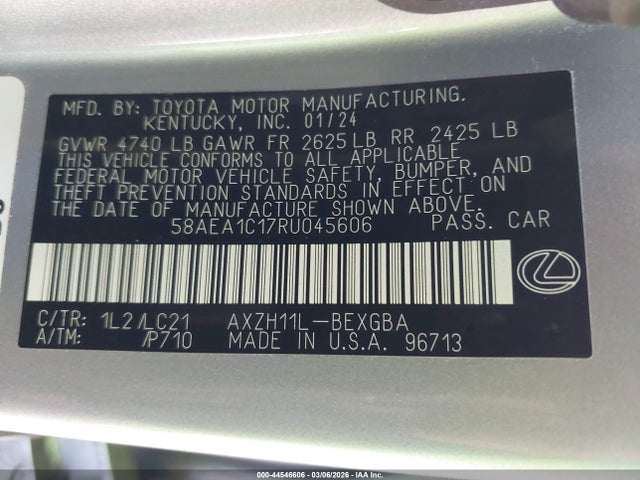 MFD. BY: TOYOTA MOTOR MANUFACTURING.
KENTUCKY, INC. 01/24
GVWR 4740 LB GAWR FR 2625 LB RR 2425 LB
THIS VEHICLE CONFORMS TO ALL APPLICABLE
FEDERAL MOTOR VEHICLE SAFETY, BUMPER, AND
THEFT PREVENTION STANDARDS IN EFFECT ON
THE DATE OF MANUFACTURE SHOWN ABOVE.
58AEA1C17RU045606 PASS. CAR
C/TR: 1L2/LC21 AXZH11L-BEXGBA
A/TM: /P710 MADE IN U.S.A. 96713
000-44546606 - 03/06/2026 - IAA Inc.